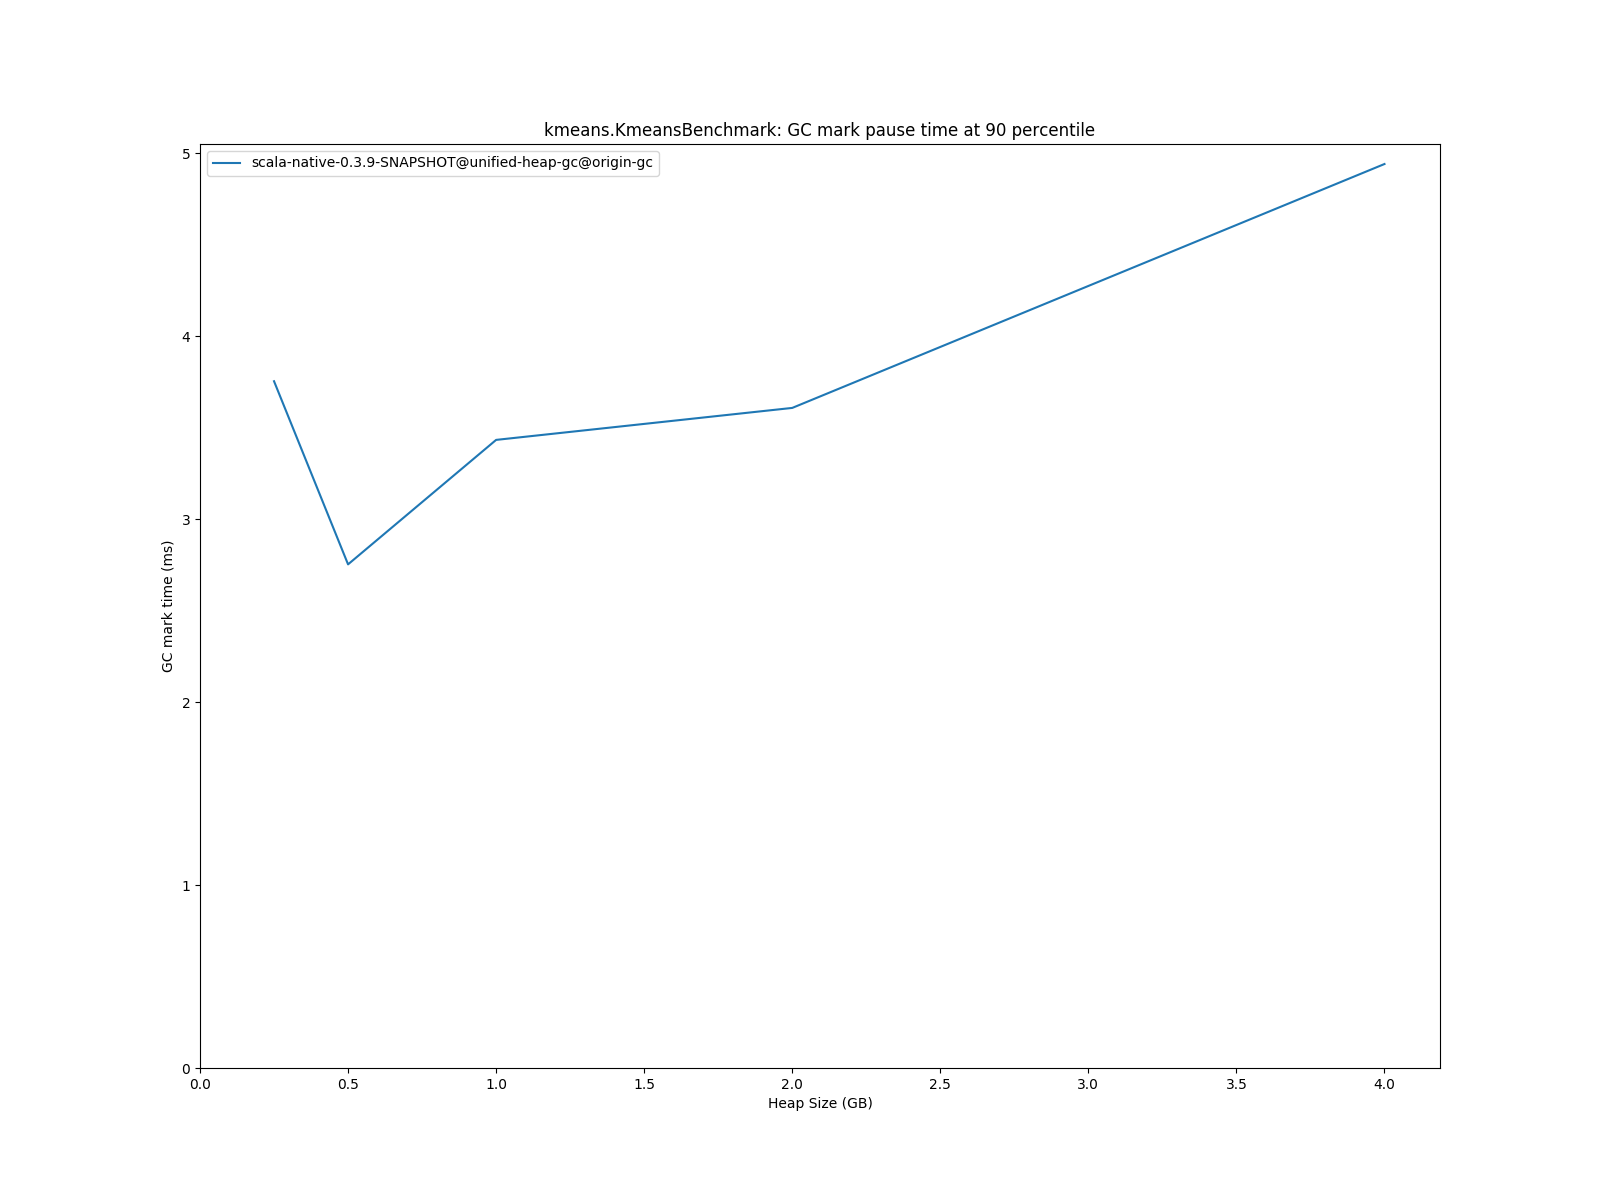 kmeans.KmeansBenchmark: GC mark pause time at 90 percentile
scala-native-0.3.9-SNAPSHOT@unified-heap-gc@origin-gc
5
4
3
2
1
0
GC mark time (ms)
0.0 0.5 1.0 1.5 2.0 2.5 3.0 3.5 4.0
Heap Size (GB)